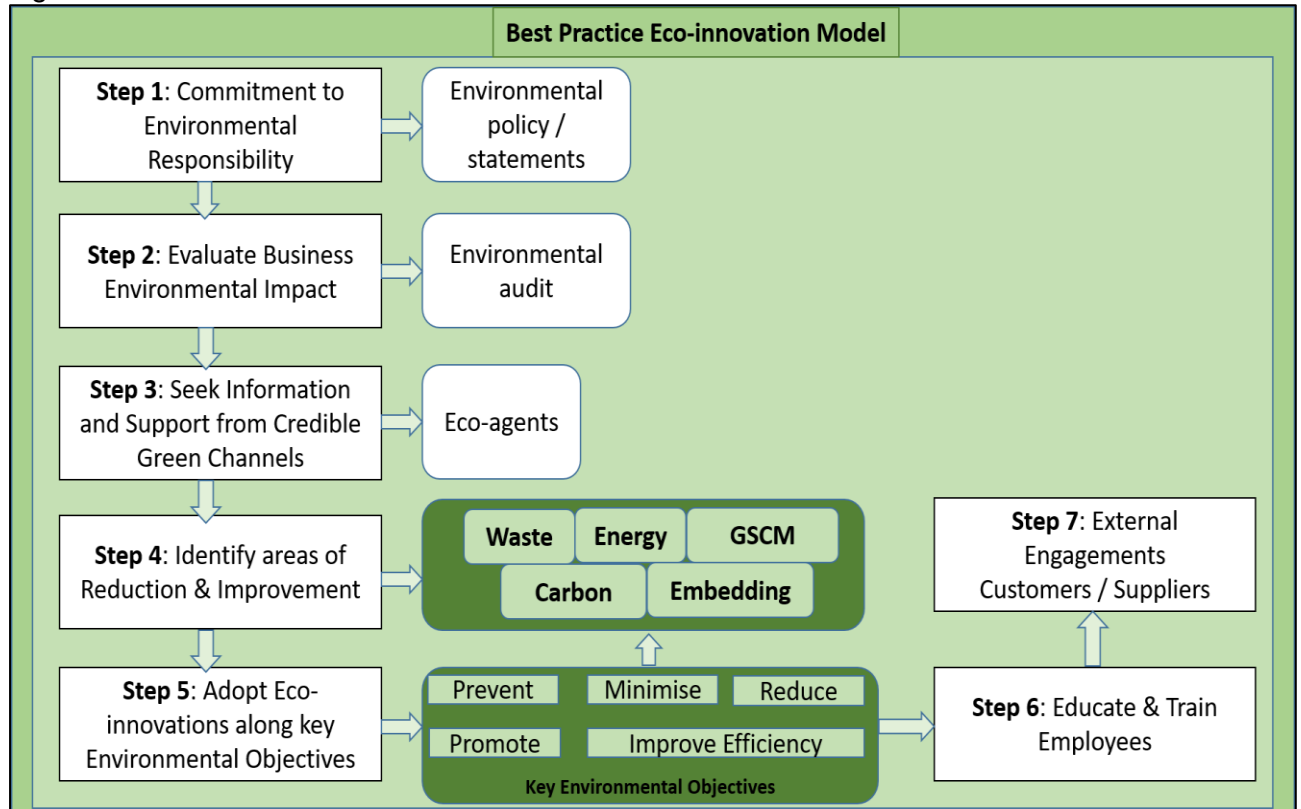 Best Practice Eco-innovation Model
Step 1: Commitment to
Environmental
Responsibility
Environmental
policy /
statements
Step 2: Evaluate Business
Environmental Impact
Environmental
audit
Step 3: Seek Information
and Support from Credible
Green Channels
Eco-agents
Step 4: Identify areas of
Reduction & Improvement
Waste
Energy
GSCM
Carbon
Embedding
Step 5: Adopt Eco-
innovations along key
Environmental Objectives
Prevent
Minimise
Reduce
Promote
Improve Efficiency
Key Environmental Objectives
Step 6: Educate & Train
Employees
Step 7: External
Engagements
Customers / Suppliers